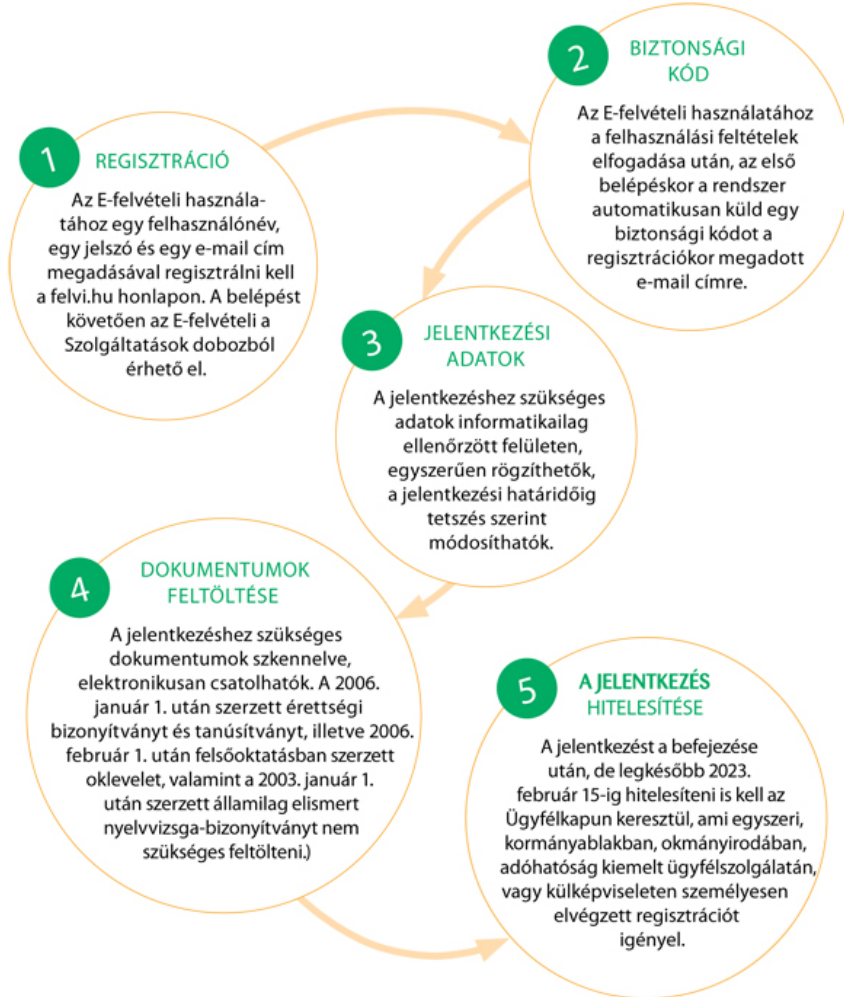 1
REGISZTRÁCIÓ
Az E-felvételi használa-
tához egy felhasználónév,
egy jelszó és egy e-mail cím
megadásával regisztrálni kell
a felvi.hu honlapon. A belépést
követően az E-felvételi a
Szolgáltatások dobozból
érhető el.
2
BIZTONSÁGI
KÓD
Az E-felvételi használatához
a felhasználási feltételek
elfogadása után, az első
belépéskor a rendszer
automatikusan küld egy
biztonsági kódot a
regisztrációkor megadott
e-mail címre.
3
JELENTKEZÉSI
ADATOK
A jelentkezéshez szükséges
adatok informatikailag
ellenőrzött felületen,
egyszerűen rögzíthetők,
a jelentkezési határidőig
tetszés szerint
módosíthatók.
4
DOKUMENTUMOK
FELTÖLTÉSE
A jelentkezéshez szükséges
dokumentumok szkennelve,
elektronikusan csatolhatók. A 2006.
január 1. után szerzett érettségi
bizonyítványt és tanúsítványt, illetve 2006.
február 1. után felsőoktatásban szerzett
oklevelet, valamint a 2003. január 1.
után szerzett államilag elismert
nyelvvizsga-bizonyítványt nem
szükséges feltölteni.)
5
A JELENTKEZÉS
HITELESÍTÉSE
A jelentkezést a befejezése
után, de legkésőbb 2023.
február 15-ig hitelesíteni is kell az
Ügyfélkapun keresztül, ami egyszeri,
kormányablakban, okmányirodában,
adóhatóság kiemelt ügyfélszolgálatán,
vagy külképviseleten személyesen
elvégzett regisztrációt
igényel.